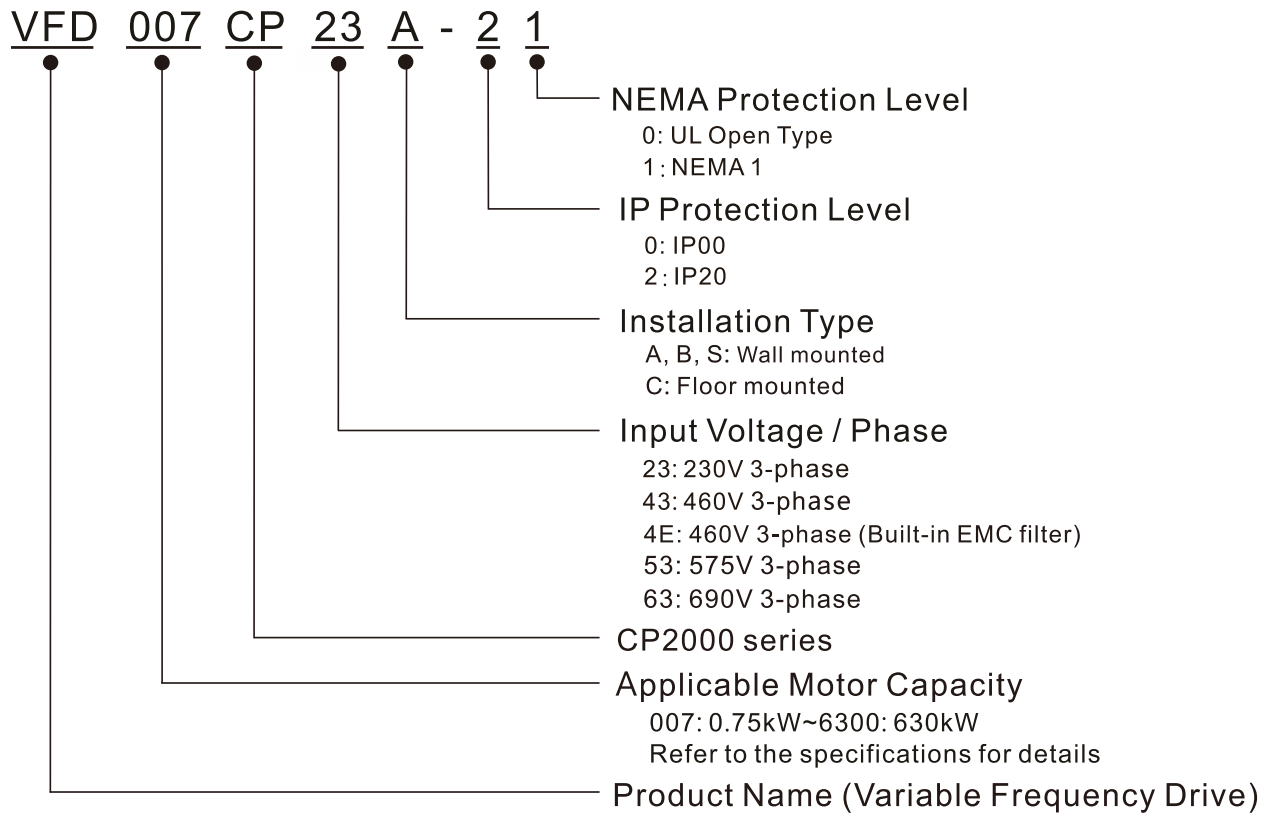 VFD 007 CP 23 A - 2 1
NEMA Protection Level
0: UL Open Type
1: NEMA 1
IP Protection Level
0: IP00
2: IP20
Installation Type
A, B, S: Wall mounted
C: Floor mounted
Input Voltage / Phase
23: 230V 3-phase
43: 460V 3-phase
4E: 460V 3-phase (Built-in EMC filter)
53: 575V 3-phase
63: 690V 3-phase
CP2000 series
Applicable Motor Capacity
007: 0.75kW~6300: 630kW
Refer to the specifications for details
Product Name (Variable Frequency Drive)